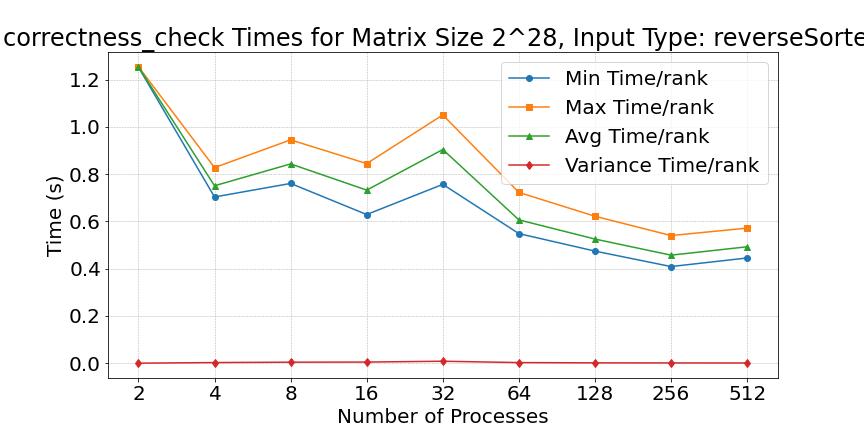 correctness_check Times for Matrix Size 2^28, Input Type: reverseSorte
Min Time/rank
Max Time/rank
Avg Time/rank
Variance Time/rank
Time (s)
1.2
1.0
0.8
0.6
0.4
0.2
0.0
2 4 8 16 32 64 128 256 512
Number of Processes